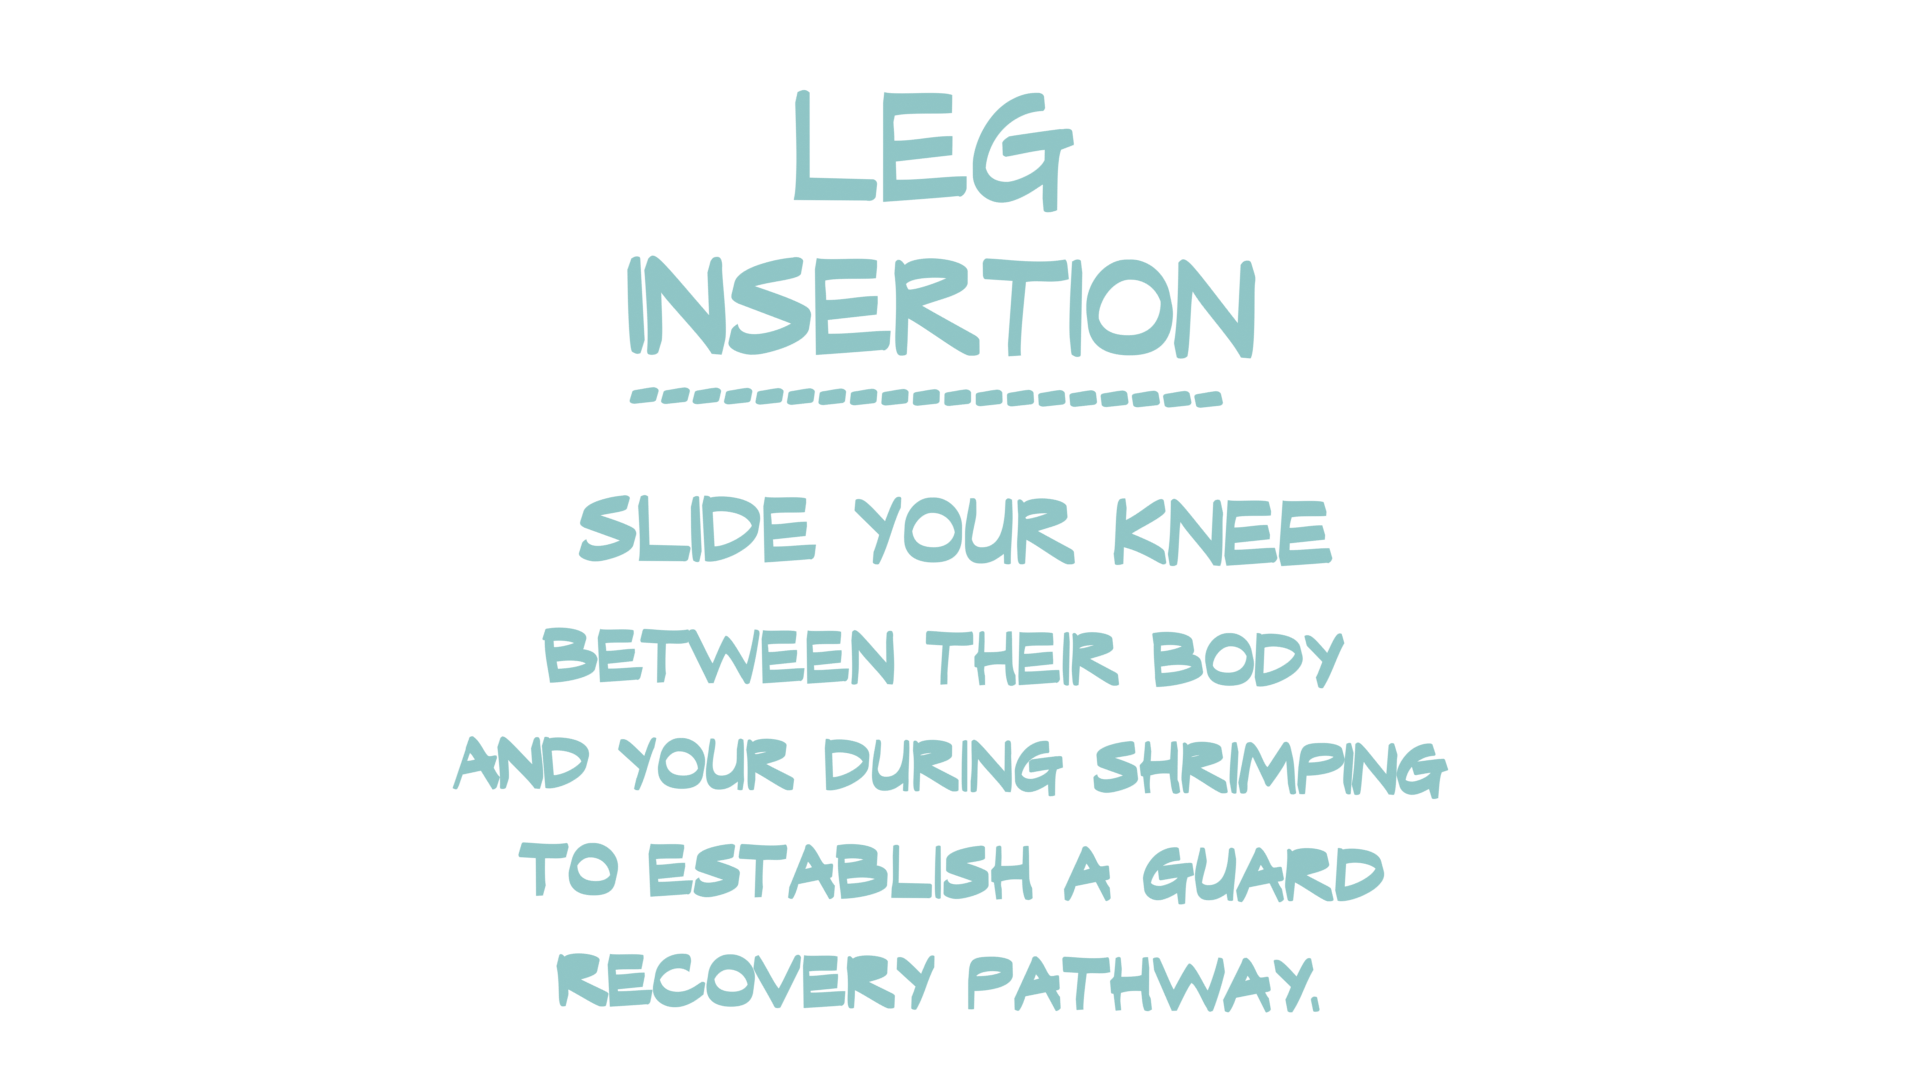 LEG
INSERTION
-------------------
SLIDE YOUR KNEE
BETWEEN THEIR BODY
AND YOUR DURING SHRIMPING
TO ESTABLISH A GUARD
RECOVERY PATHWAY.